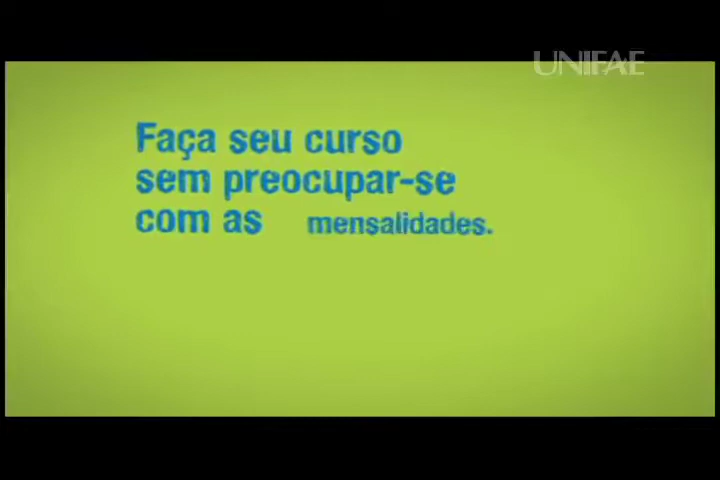 UNIFAE
Faça seu curso
sem preocupar-se
com as mensalidades.